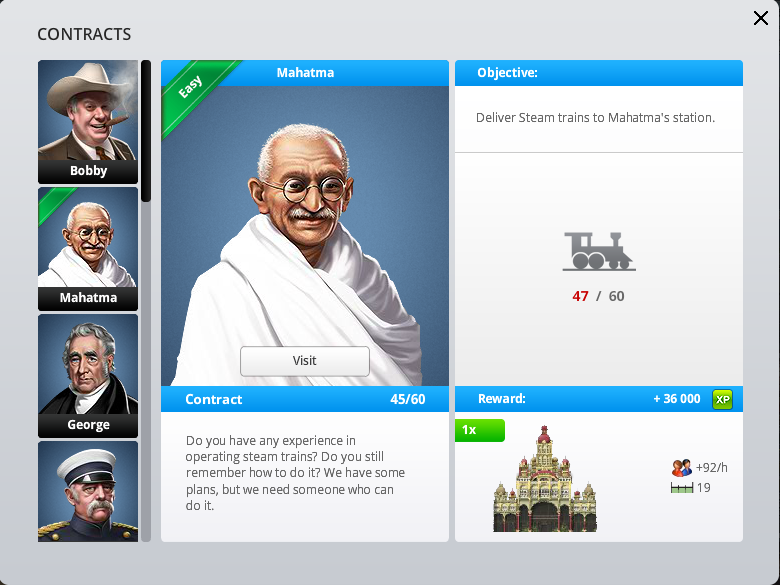 CONTRACTS
Bobby
Mahatma
George
Easy
Mahatma
Visit
Contract 45/60
Do you have any experience in
operating steam trains? Do you still
remember how to do it? We have some
plans, but we need someone who can
do it.
Objective:
Deliver Steam trains to Mahatma's station.
47 / 60
Reward: + 36 000 XP
1x
+92/h
19